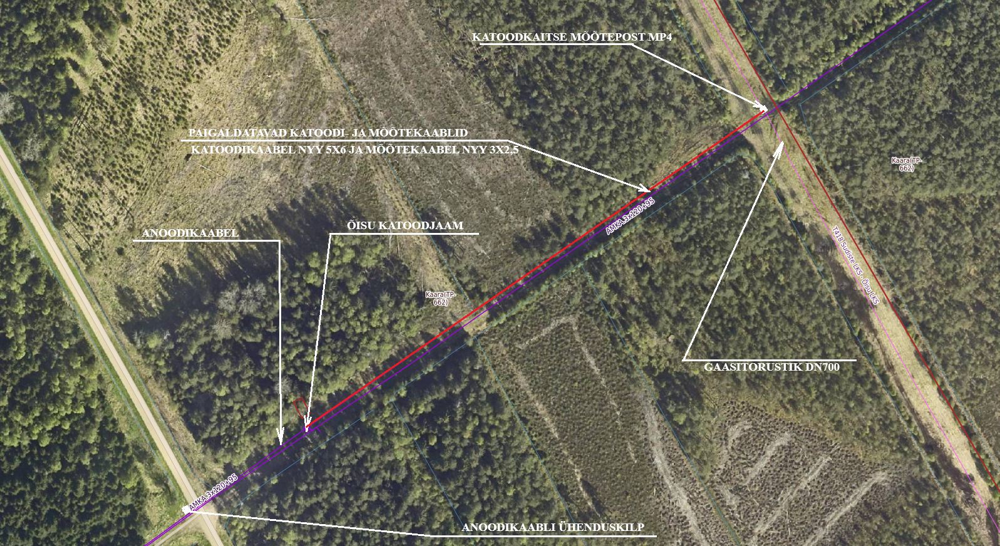 KATOODKAITSE MÕÕTEPOST MP4
PAIGALDATAVAD KATOODI- JA MÕÕTEKAABLID
KATOODIKAABEL NYY 5X6 JA MÕÕTEKAABEL NYY 3X2,5
Kaara(TP-
662)
AMKA.3x120+95
ÕISU KATOODJAAM
ANOODIKAABEL
T418 Sudiste LKS - Õisu LKS
Kaara(TP-
662)
GAASITORUSTIK DN700
AMKA.3x120+95
ANOODIKAABLI ÜHENDUSKILP